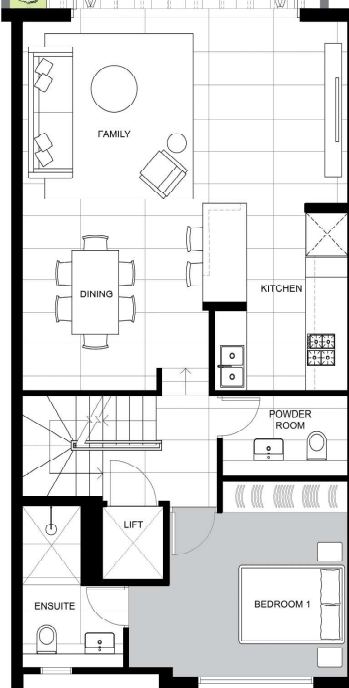 FAMILY
DINING
KITCHEN
POWDER
ROOM
LIFT
ENSUITE
BEDROOM 1